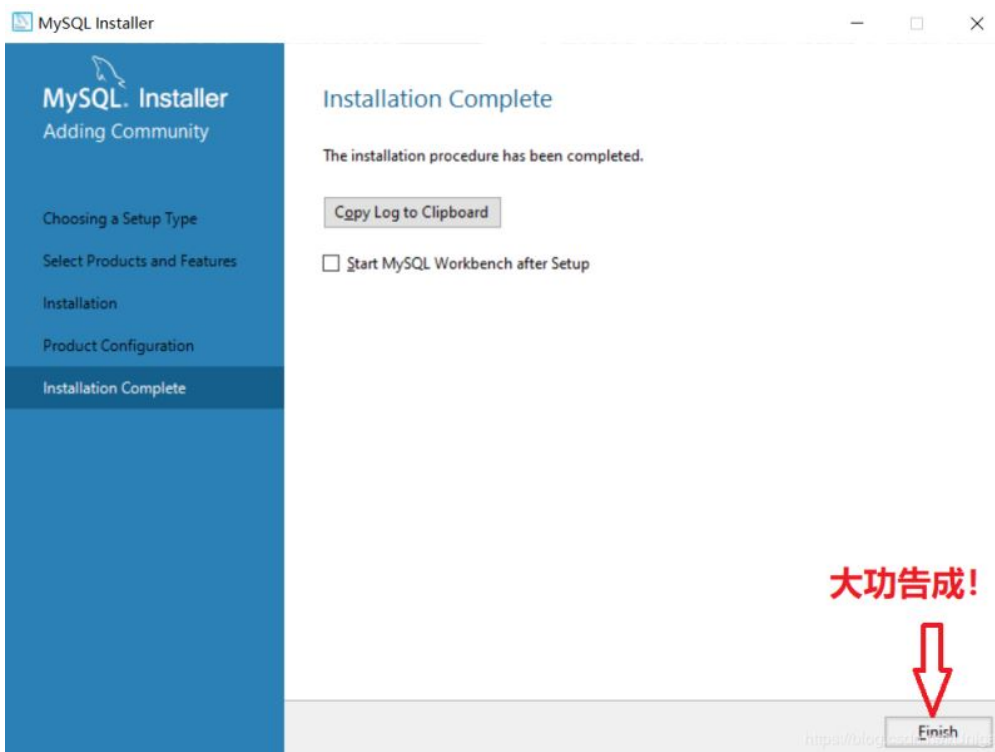 MySQL Installer
MySQL. Installer
Adding Community
Choosing a Setup Type
Select Products and Features
Installation
Product Configuration
Installation Complete
Installation Complete
The installation procedure has been completed.
Copy Log to Clipboard
Start MySQL Workbench after Setup
大功告成!
Finish